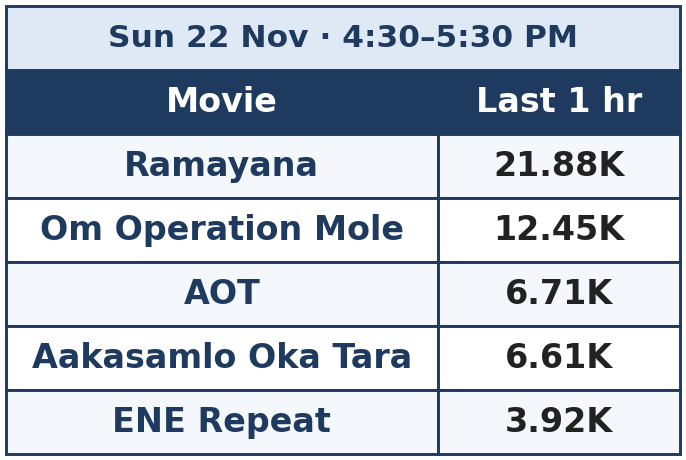 Sun 22 Nov · 4:30–5:30 PM
Movie Last 1 hr
Ramayana 21.88K
Om Operation Mole 12.45K
AOT 6.71K
Aakasamlo Oka Tara 6.61K
ENE Repeat 3.92K